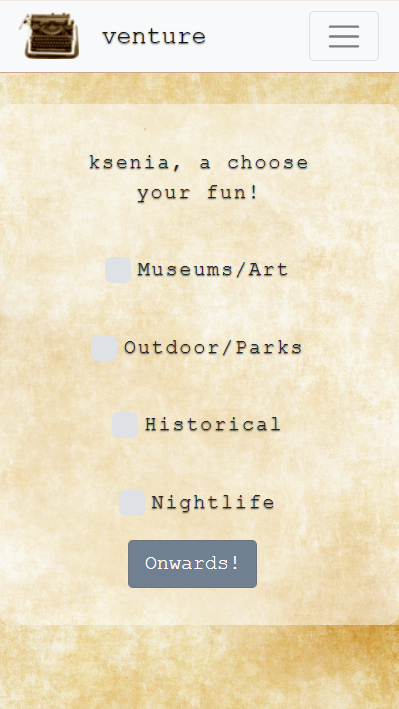 venture
ksenia, a choose
your fun!
Museums/Art
Outdoor/Parks
Historical
Nightlife
Onwards!